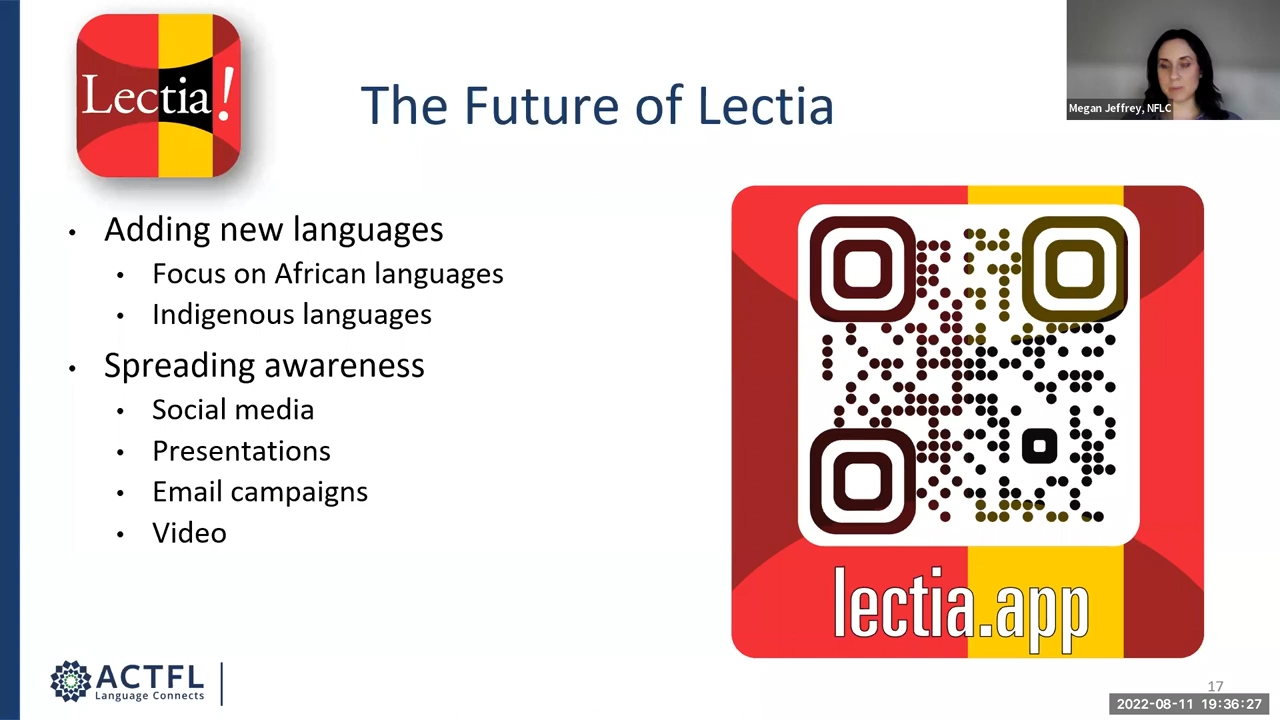 Lectia!
The Future of Lectia
Megan Jeffrey, NFLC
• Adding new languages
• Focus on African languages
• Indigenous languages
• Spreading awareness
• Social media
• Presentations
• Email campaigns
• Video
lectia.app
ACTFL
Language Connects
17
2022-08-11 19:36:27